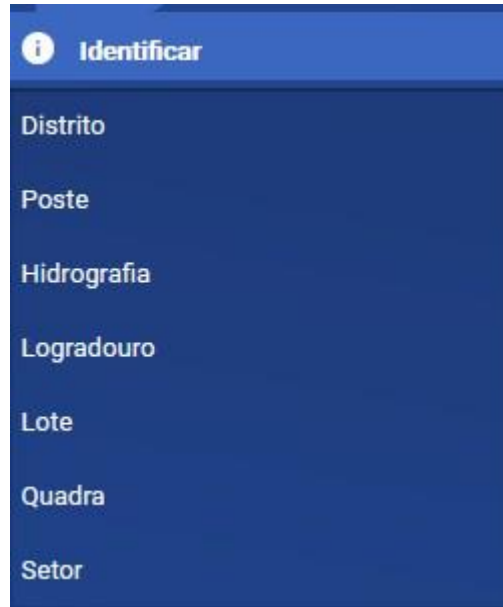 Identificar
Distrito
Poste
Hidrografia
Logradouro
Lote
Quadra
Setor